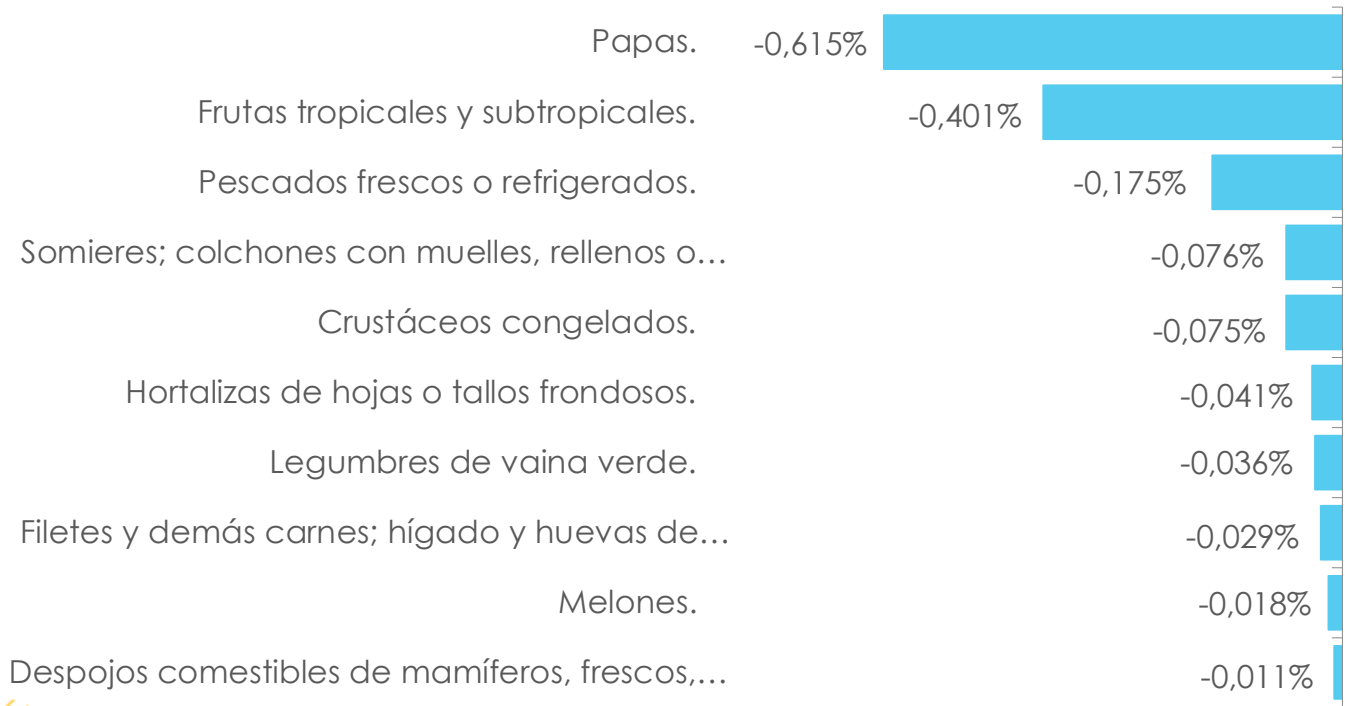 Papas. -0,615%
Frutas tropicales y subtropicales. -0,401%
Pescados frescos o refrigerados. -0,175%
Somieres; colchones con muelles, rellenos o… -0,076%
Crustáceos congelados. -0,075%
Hortalizas de hojas o tallos frondosos. -0,041%
Legumbres de vaina verde. -0,036%
Filetes y demás carnes; hígado y huevas de… -0,029%
Melones. -0,018%
Despojos comestibles de mamíferos, frescos,… -0,011%